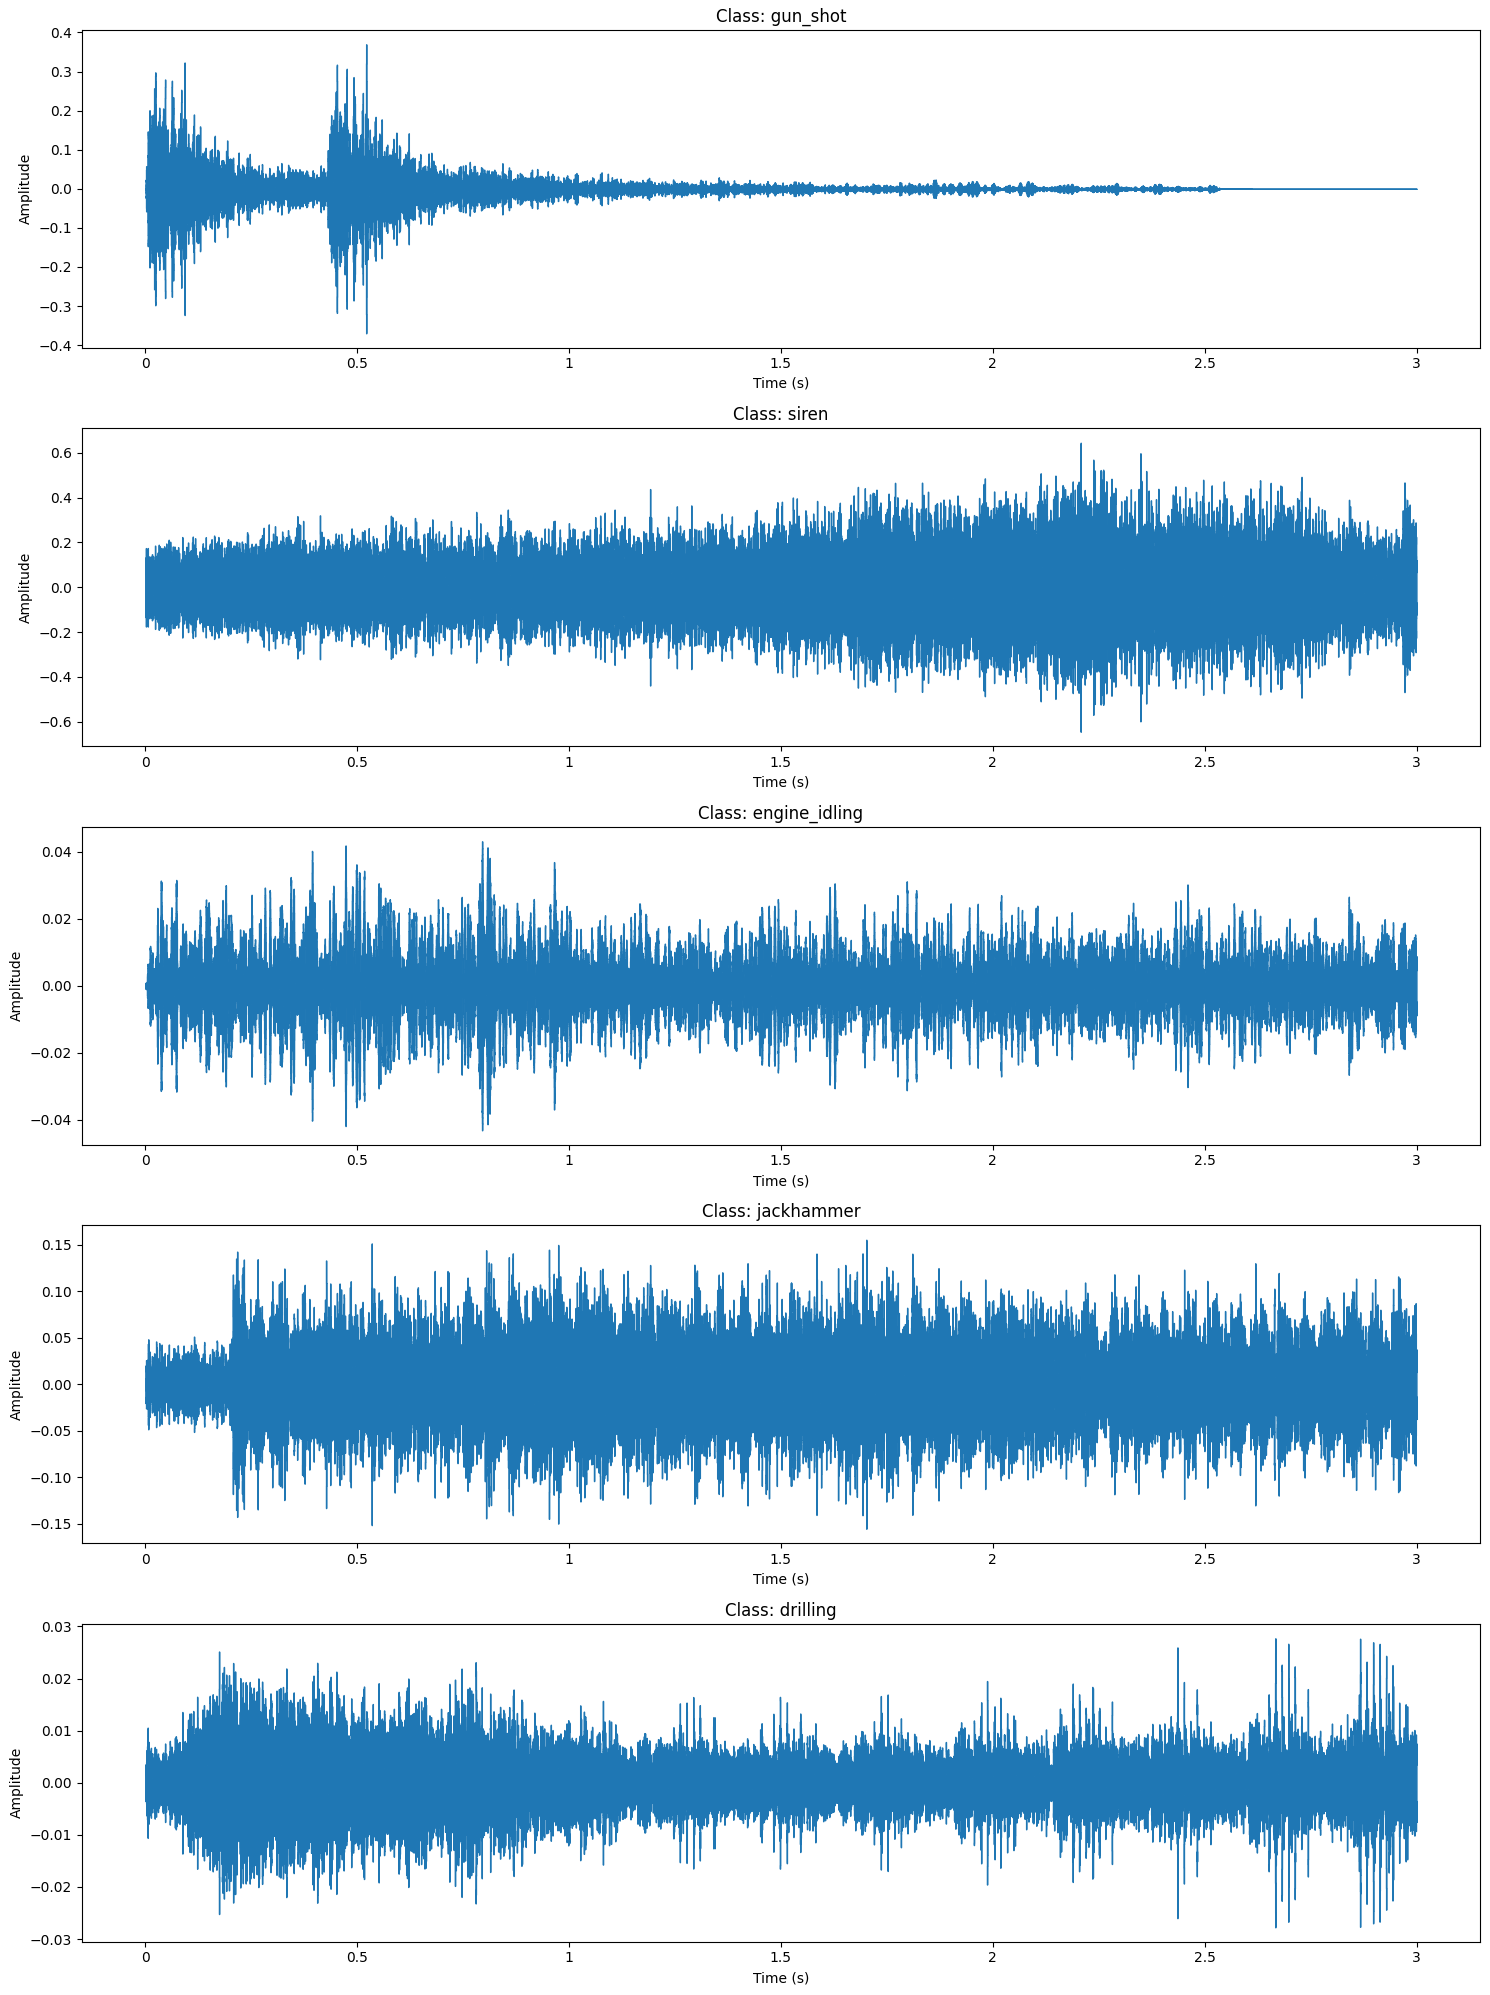 Class: gun_shot
0.4
0.3
0.2
0.1
0.0
−0.1
−0.2
−0.3
−0.4
Amplitude
0 0.5 1 1.5 2 2.5 3
Time (s)
Class: siren
0.6
0.4
0.2
0.0
−0.2
−0.4
−0.6
Amplitude
0 0.5 1 1.5 2 2.5 3
Time (s)
Class: engine_idling
0.04
0.02
0.00
−0.02
−0.04
Amplitude
0 0.5 1 1.5 2 2.5 3
Time (s)
Class: jackhammer
0.15
0.10
0.05
0.00
−0.05
−0.10
−0.15
Amplitude
0 0.5 1 1.5 2 2.5 3
Time (s)
Class: drilling
0.03
0.02
0.01
0.00
−0.01
−0.02
−0.03
Amplitude
0 0.5 1 1.5 2 2.5 3
Time (s)